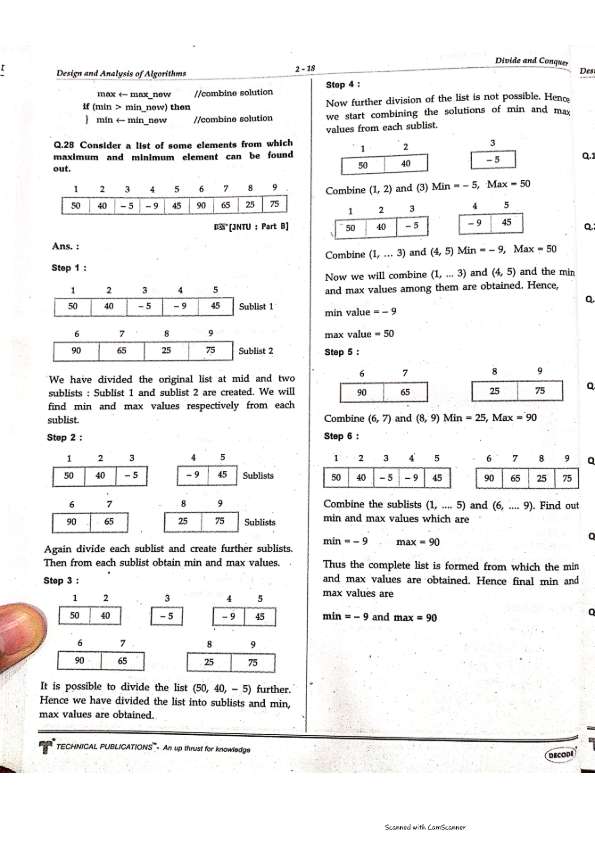 Design and Analysis of Algorithms
2 - 18
Divide and Conquer
max ← max_new //combine solution
if (min > min_new) then
} min ← min_new //combine solution
Q.28 Consider a list of some elements from which
maximum and minimum element can be found
out.
1 2 3 4 5 6 7 8 9
50 40 – 5 – 9 45 90 65 25 75
☞ [JNTU : Part B]
Ans. :
Step 1 :
1 2 3 4 5
50 40 – 5 – 9 45 Sublist 1
6 7 8 9
90 65 25 75 Sublist 2
We have divided the original list at mid and two
sublists : Sublist 1 and sublist 2 are created. We will
find min and max values respectively from each
sublist.
Step 2 :
1 2 3 4 5
50 40 – 5 – 9 45 Sublists
6 7 8 9
90 65 25 75 Sublists
Again divide each sublist and create further sublists.
Then from each sublist obtain min and max values.
Step 3 :
1 2 3 4 5
50 40 – 5 – 9 45
6 7 8 9
90 65 25 75
It is possible to divide the list (50, 40, – 5) further.
Hence we have divided the list into sublists and min,
max values are obtained.
Step 4 :
Now further division of the list is not possible. Hence
we start combining the solutions of min and max
values from each sublist.
1 2 3
50 40 – 5
Combine (1, 2) and (3) Min = – 5, Max = 50
1 2 3 4 5
50 40 – 5 – 9 45
Combine (1, ... 3) and (4, 5) Min = – 9, Max = 50
Now we will combine (1, ... 3) and (4, 5) and the min
and max values among them are obtained. Hence,
min value = – 9
max value = 50
Step 5 :
6 7 8 9
90 65 25 75
Combine (6, 7) and (8, 9) Min = 25, Max = 90
Step 6 :
1 2 3 4 5 6 7 8 9
50 40 – 5 – 9 45 90 65 25 75
Combine the sublists (1, .... 5) and (6, .... 9). Find out
min and max values which are
min = – 9 max = 90
Thus the complete list is formed from which the min
and max values are obtained. Hence final min and
max values are
min = – 9 and max = 90
TECHNICAL PUBLICATIONS™ - An up thrust for knowledge
DECODE
Scanned with CamScanner